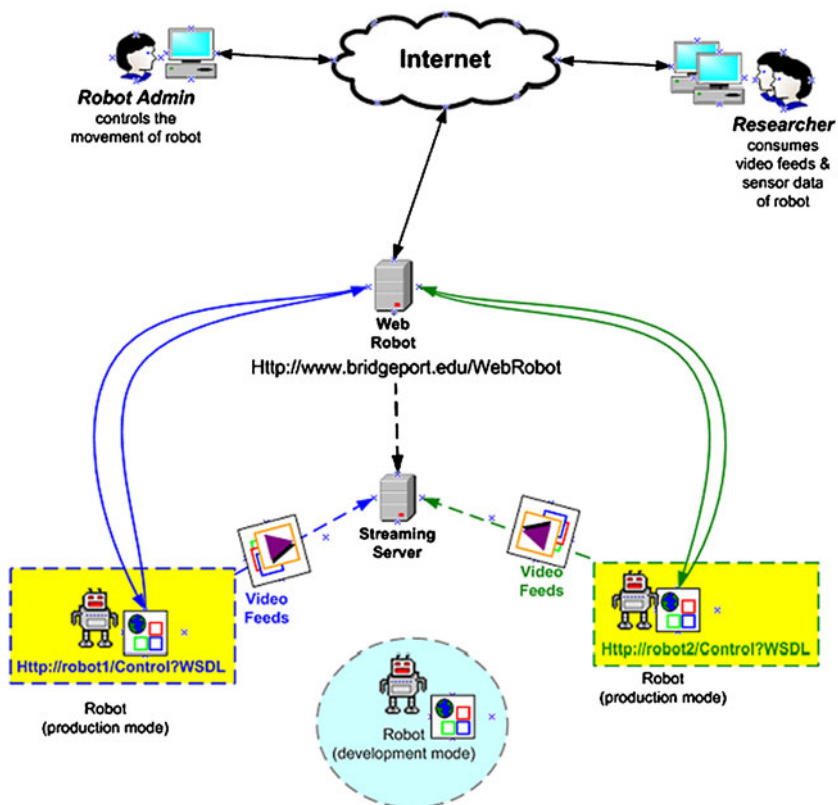 Internet
Robot Admin
controls the
movement of robot
Researcher
consumes
video feeds &
sensor data
of robot
Web
Robot
Http://www.bridgeport.edu/WebRobot
Streaming
Server
Video
Feeds
Video
Feeds
Http://robot1/Control?WSDL
Http://robot2/Control?WSDL
Robot
(production mode)
Robot
(production mode)
Robot
(development mode)